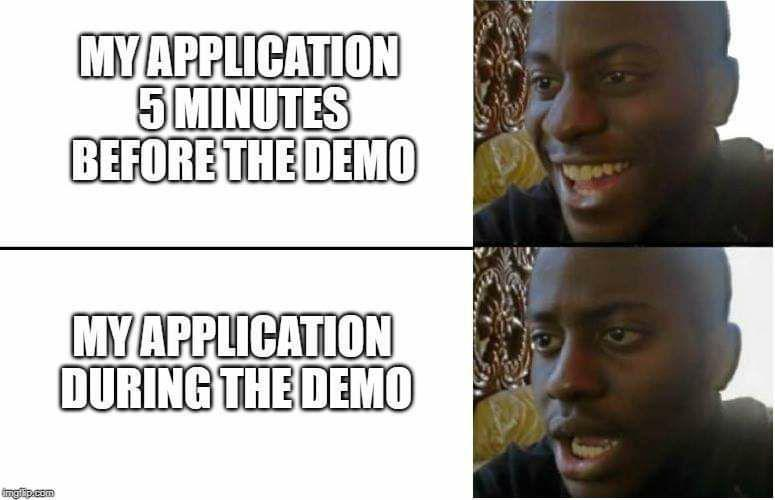 MY APPLICATION
5 MINUTES
BEFORE THE DEMO
MY APPLICATION
DURING THE DEMO
imgflip.com